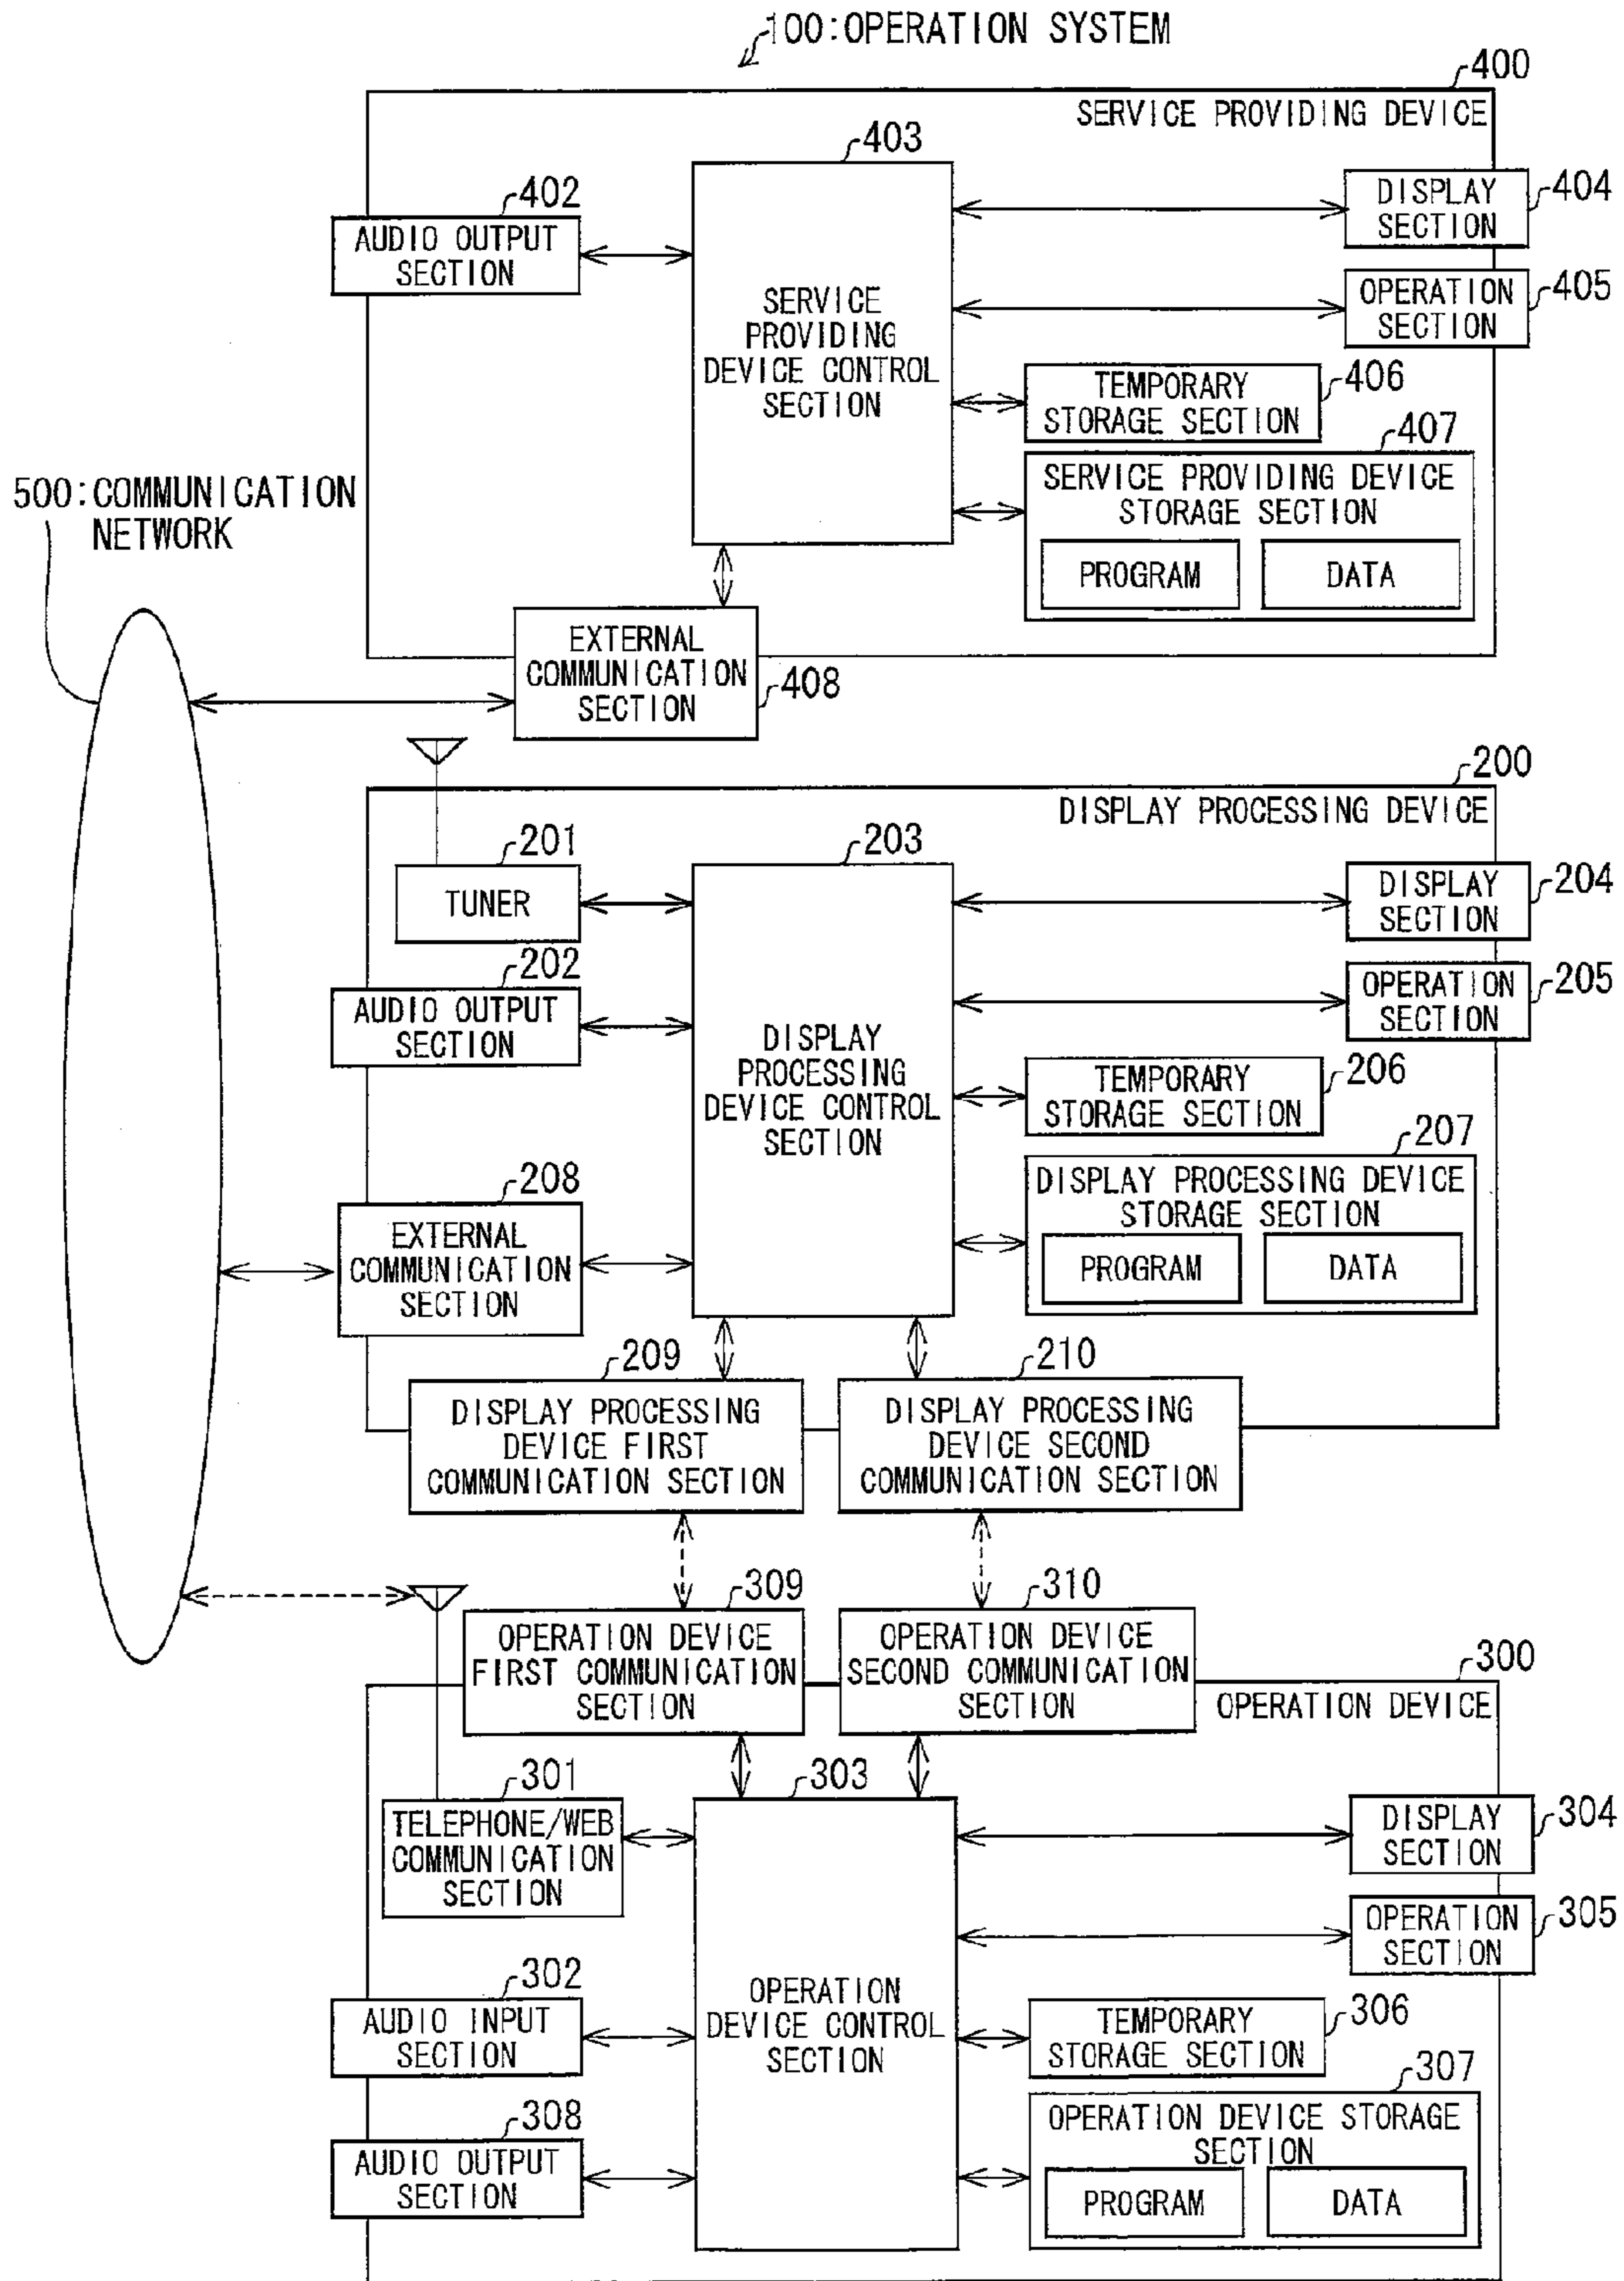 100:OPERATION SYSTEM
400
SERVICE PROVIDING DEVICE
403
402
AUDIO OUTPUT
SECTION
SERVICE
PROVIDING
DEVICE CONTROL
SECTION
DISPLAY
SECTION
404
OPERATION
SECTION
405
TEMPORARY
STORAGE SECTION
406
407
SERVICE PROVIDING DEVICE
STORAGE SECTION
PROGRAM
DATA
500:COMMUNICATION
NETWORK
EXTERNAL
COMMUNICATION
SECTION
408
200
DISPLAY PROCESSING DEVICE
201
TUNER
203
202
AUDIO OUTPUT
SECTION
DISPLAY
PROCESSING
DEVICE CONTROL
SECTION
DISPLAY
SECTION
204
OPERATION
SECTION
205
TEMPORARY
STORAGE SECTION
206
207
DISPLAY PROCESSING DEVICE
STORAGE SECTION
PROGRAM
DATA
208
EXTERNAL
COMMUNICATION
SECTION
209
DISPLAY PROCESSING
DEVICE FIRST
COMMUNICATION SECTION
210
DISPLAY PROCESSING
DEVICE SECOND
COMMUNICATION SECTION
309
OPERATION DEVICE
FIRST COMMUNICATION
SECTION
310
OPERATION DEVICE
SECOND COMMUNICATION
SECTION
300
OPERATION DEVICE
301
TELEPHONE/WEB
COMMUNICATION
SECTION
303
OPERATION
DEVICE CONTROL
SECTION
DISPLAY
SECTION
304
OPERATION
SECTION
305
302
AUDIO INPUT
SECTION
TEMPORARY
STORAGE SECTION
306
307
OPERATION DEVICE STORAGE
SECTION
PROGRAM
DATA
308
AUDIO OUTPUT
SECTION